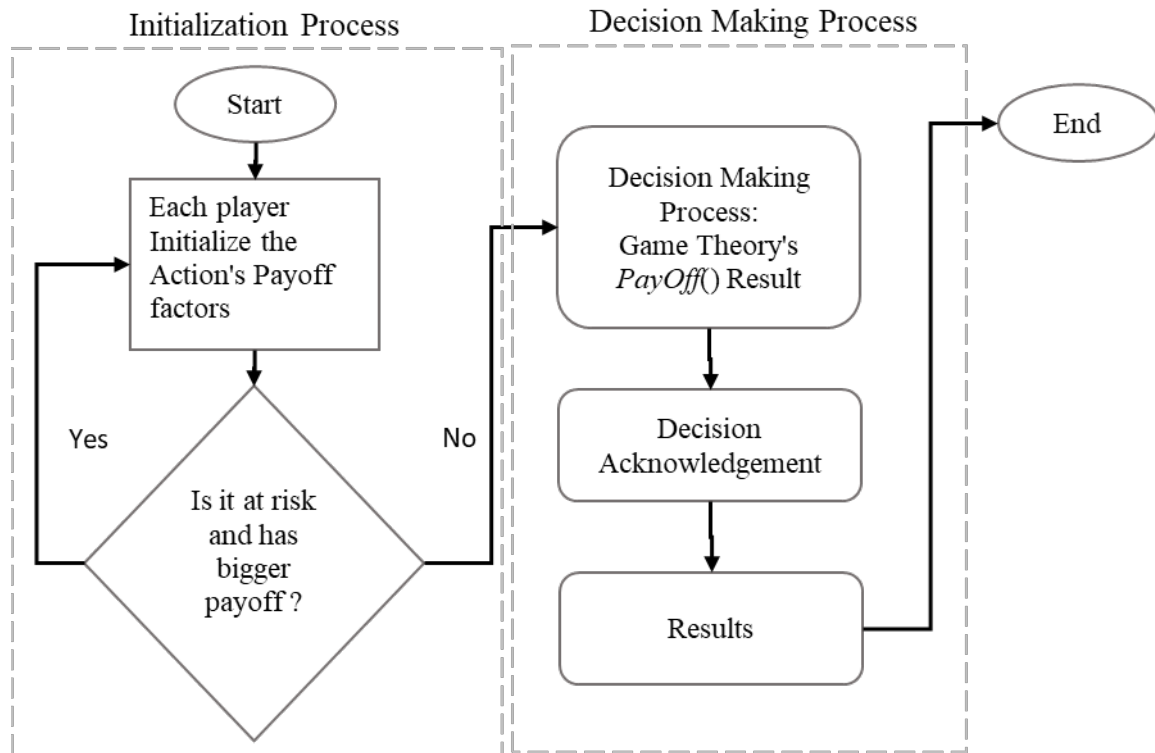 Initialization Process
Start
Each player
Initialize the
Action's Payoff
factors
Yes
No
Is it at risk
and has
bigger
payoff ?
Decision Making Process
Decision Making
Process:
Game Theory's
PayOff() Result
Decision
Acknowledgement
Results
End